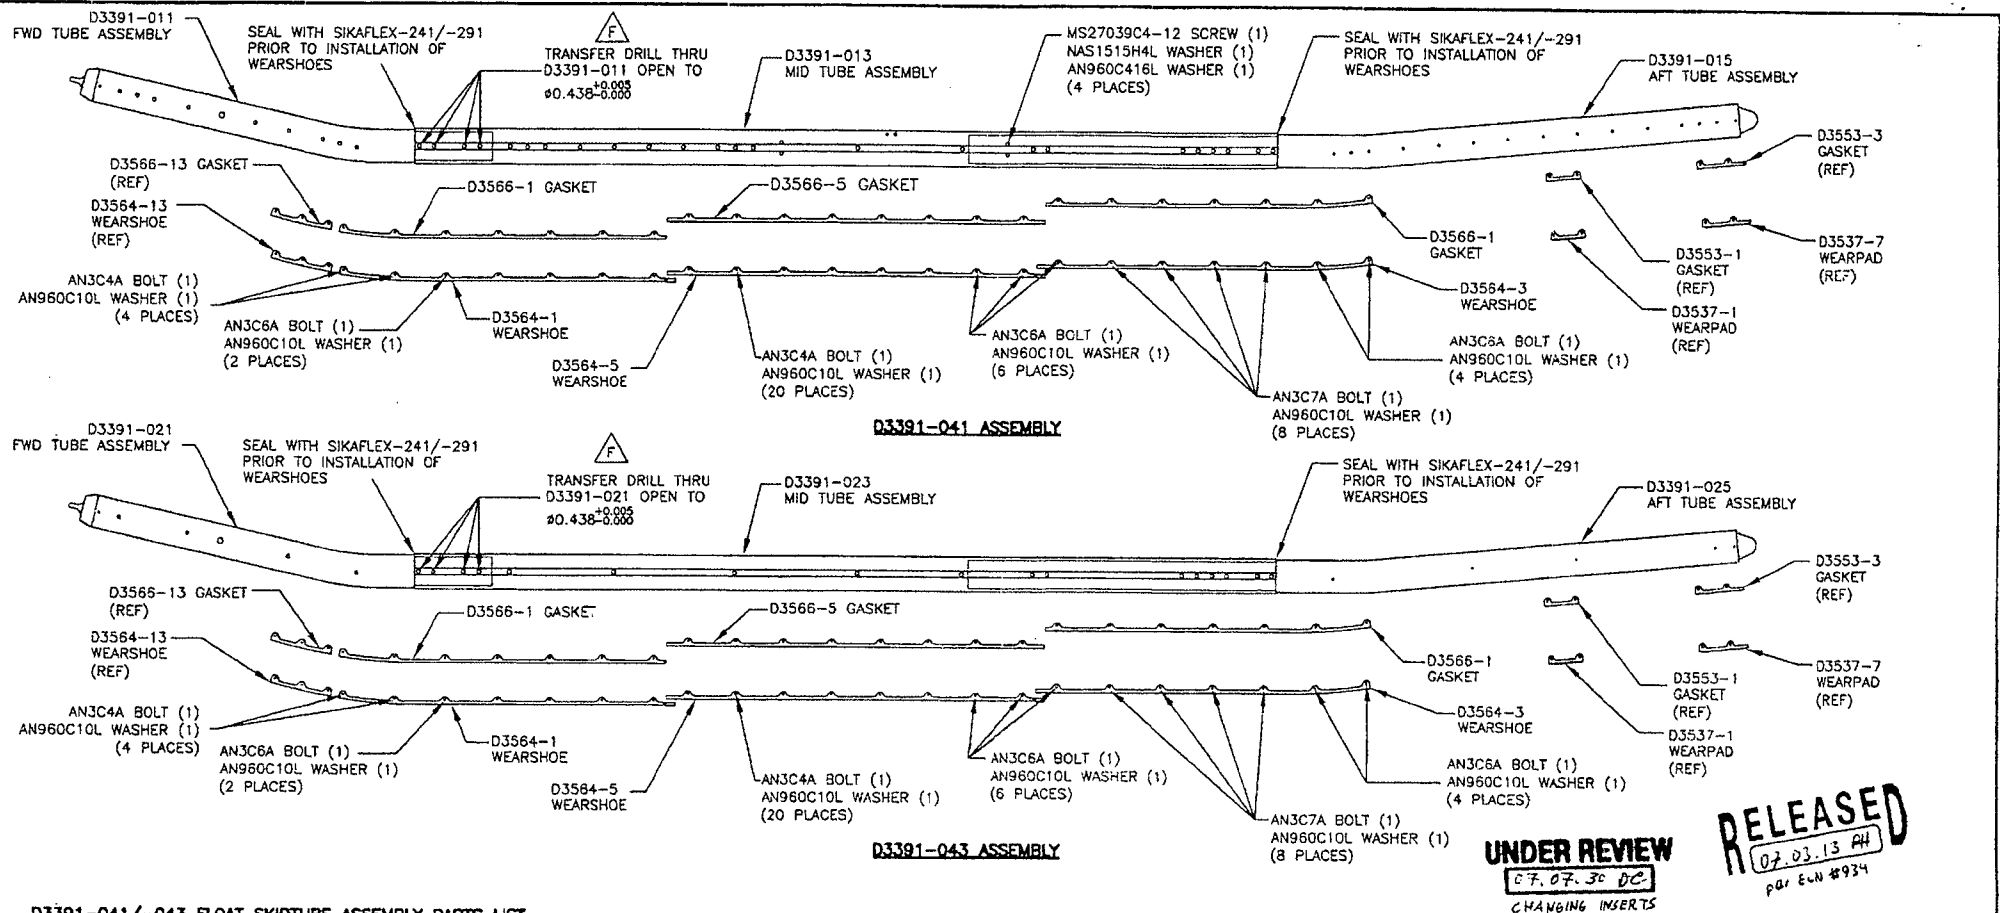 D3391-011
FWD TUBE ASSEMBLY
SEAL WITH SIKAFLEX-241/-291
PRIOR TO INSTALLATION OF
WEARSHOES
F
TRANSFER DRILL THRU
D3391-011 OPEN TO
ø0.438+0.005-0.000
D3391-013
MID TUBE ASSEMBLY
MS27039C4-12 SCREW (1)
NAS1515H4L WASHER (1)
AN960C416L WASHER (1)
(4 PLACES)
SEAL WITH SIKAFLEX-241/-291
PRIOR TO INSTALLATION OF
WEARSHOES
D3391-015
AFT TUBE ASSEMBLY
D3553-3
GASKET
(REF)
D3566-13 GASKET
(REF)
D3566-1 GASKET
D3566-5 GASKET
D3564-13
WEARSHOE
(REF)
D3566-1
GASKET
D3553-1
GASKET
(REF)
D3537-7
WEARPAD
(REF)
AN3C4A BOLT (1)
AN960C10L WASHER (1)
(4 PLACES)
AN3C6A BOLT (1)
AN960C10L WASHER (1)
(2 PLACES)
D3564-1
WEARSHOE
D3564-5
WEARSHOE
AN3C4A BOLT (1)
AN960C10L WASHER (1)
(20 PLACES)
AN3C6A BOLT (1)
AN960C10L WASHER (1)
(6 PLACES)
D3564-3
WEARSHOE
D3537-1
WEARPAD
(REF)
AN3C6A BOLT (1)
AN960C10L WASHER (1)
(4 PLACES)
AN3C7A BOLT (1)
AN960C10L WASHER (1)
(8 PLACES)
D3391-041 ASSEMBLY
D3391-021
FWD TUBE ASSEMBLY
SEAL WITH SIKAFLEX-241/-291
PRIOR TO INSTALLATION OF
WEARSHOES
F
TRANSFER DRILL THRU
D3391-021 OPEN TO
ø0.438+0.005-0.000
D3391-023
MID TUBE ASSEMBLY
SEAL WITH SIKAFLEX-241/-291
PRIOR TO INSTALLATION OF
WEARSHOES
D3391-025
AFT TUBE ASSEMBLY
D3553-3
GASKET
(REF)
D3566-13 GASKET
(REF)
D3566-1 GASKET
D3566-5 GASKET
D3564-13
WEARSHOE
(REF)
D3566-1
GASKET
D3553-1
GASKET
(REF)
D3537-7
WEARPAD
(REF)
AN3C4A BOLT (1)
AN960C10L WASHER (1)
(4 PLACES)
AN3C6A BOLT (1)
AN960C10L WASHER (1)
(2 PLACES)
D3564-1
WEARSHOE
D3564-5
WEARSHOE
AN3C4A BOLT (1)
AN960C10L WASHER (1)
(20 PLACES)
AN3C6A BOLT (1)
AN960C10L WASHER (1)
(6 PLACES)
D3564-3
WEARSHOE
D3537-1
WEARPAD
(REF)
AN3C6A BOLT (1)
AN960C10L WASHER (1)
(4 PLACES)
AN3C7A BOLT (1)
AN960C10L WASHER (1)
(8 PLACES)
D3391-043 ASSEMBLY
UNDER REVIEW
07.07.30 DC
CHANGING INSERTS
RELEASED
07.03.13 PH
par ECN #934
D3391-041/-043 FLOAT SKIDTUBE ASSEMBLY PARTS LIST